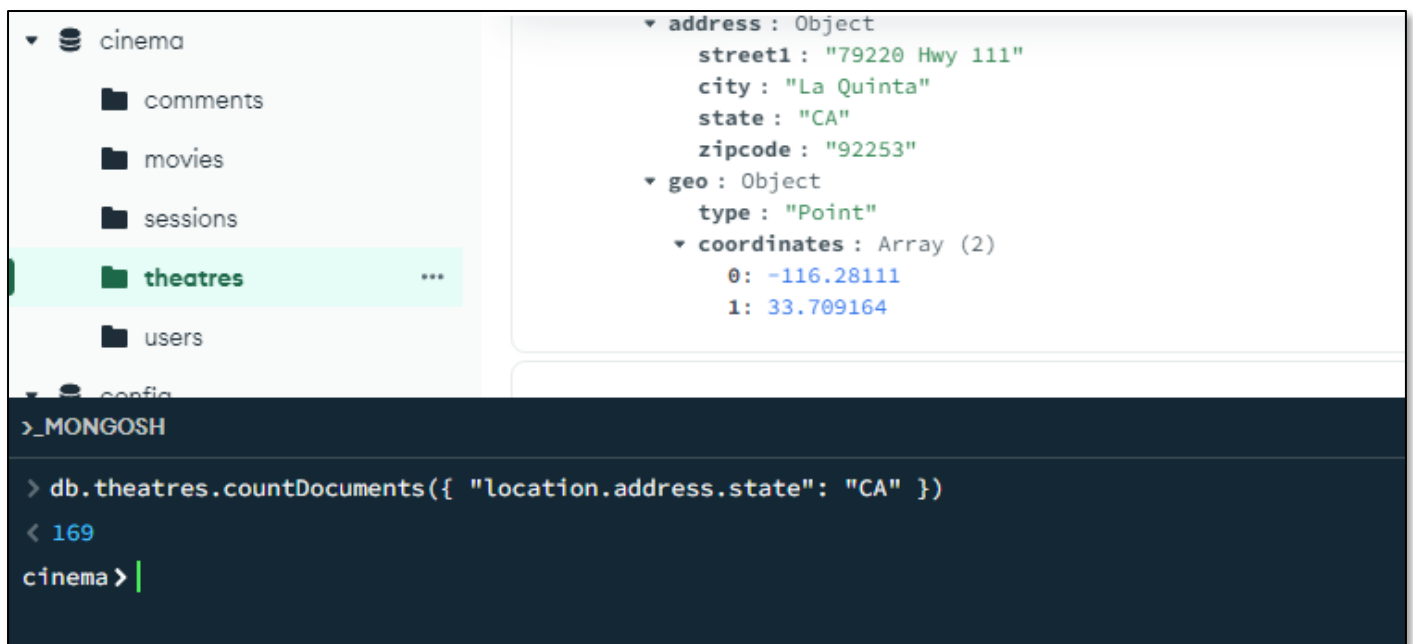 cinema
comments
movies
sessions
theatres
users
config
address : Object
street1 : "79220 Hwy 111"
city : "La Quinta"
state : "CA"
zipcode : "92253"
geo : Object
type : "Point"
coordinates : Array (2)
0: -116.28111
1: 33.709164
>_MONGOSH
> db.theatres.countDocuments({ "location.address.state": "CA" })
< 169
cinema>